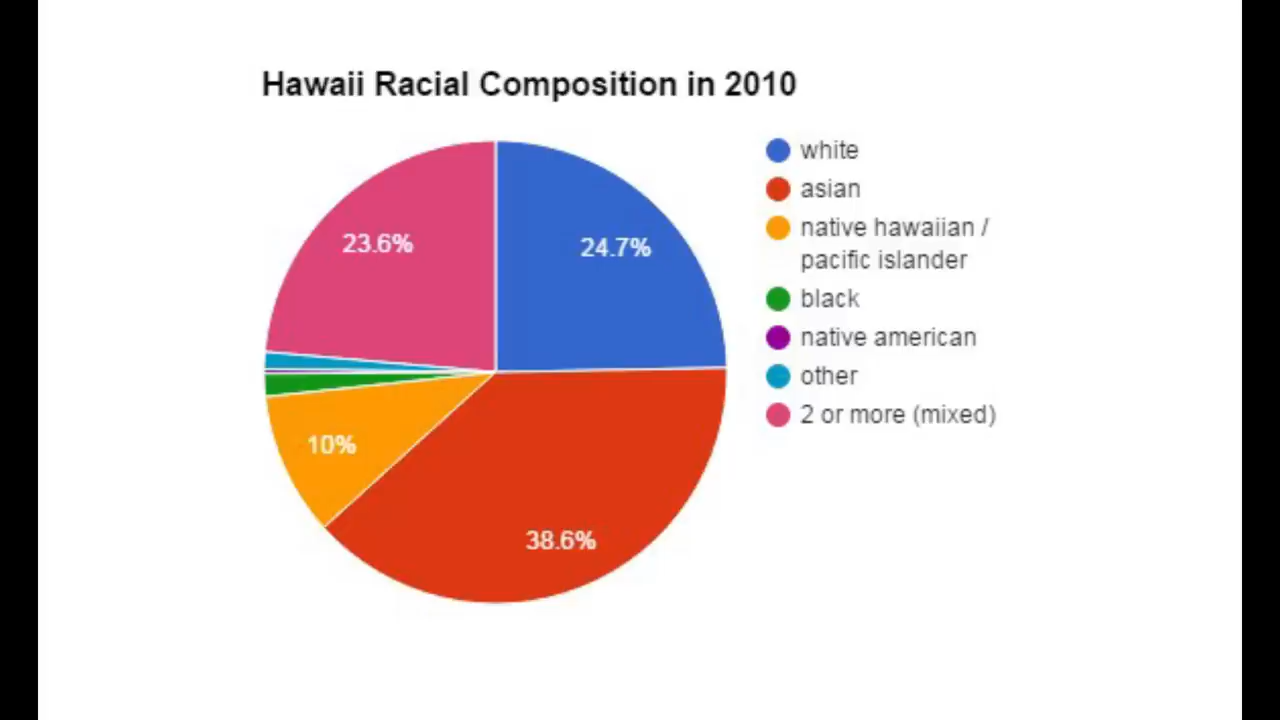 Hawaii Racial Composition in 2010
white
asian
native hawaiian /
pacific islander
black
native american
other
2 or more (mixed)
23.6%
24.7%
10%
38.6%